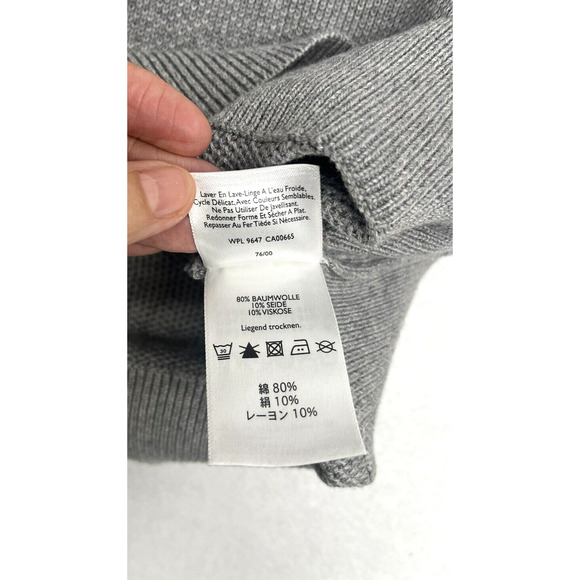 Laver En Lave-Linge A L'eau Froide,
Cycle Délicat. Avec Couleurs Semblables.
Ne Pas Utiliser De Javellisant.
Redonner Forme Et Sécher A Plat.
Repasser Au Fer Tiède Si Nécessaire.
WPL 9647 CA00665
76/00
80% BAUMWOLLE
10% SEIDE
10% VISKOSE
Liegend trocknen.
30
綿 80%
絹 10%
レーヨン 10%